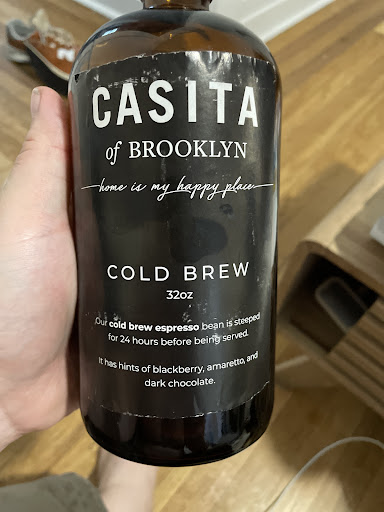 CASITA
of BROOKLYN
home is my happy place
COLD BREW
32oz
Our cold brew espresso bean is steeped
for 24 hours before being served.
It has hints of blackberry, amaretto, and
dark chocolate.